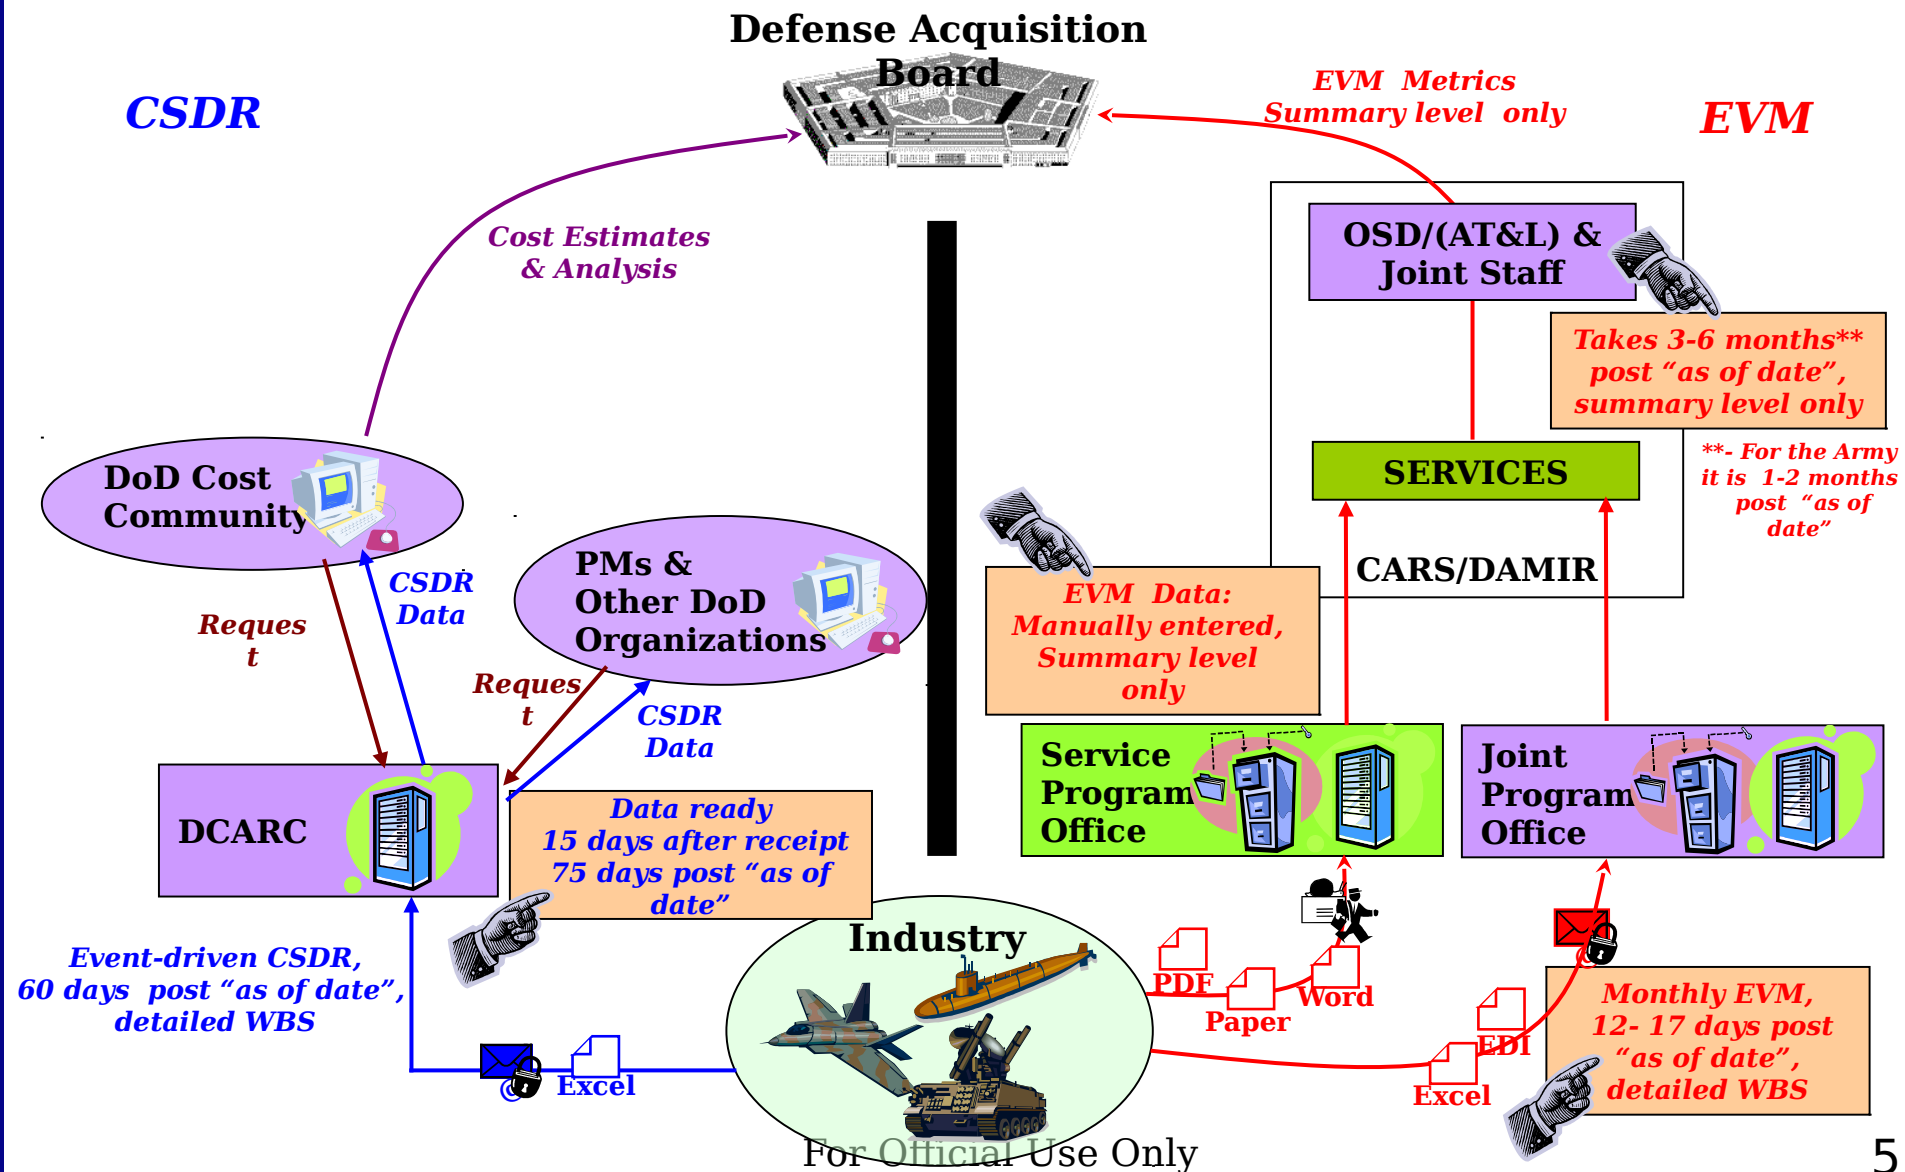 Defense Acquisition
Board
CSDR
EVM  Metrics
Summary level  only
EVM
Cost Estimates
& Analysis
OSD/(AT&L) &
Joint Staff
Takes 3-6 months**
post “as of date”,
summary level only
**- For the Army
it is  1-2 months
post  “as of
date”
SERVICES
CARS/DAMIR
DoD Cost
Community
CSDR
Data
Reques
t
PMs &
Other DoD
Organizations
Reques
t
CSDR
Data
EVM  Data:
Manually entered,
Summary level
only
Service
Program
Office
Joint
Program
Office
DCARC
Data ready
15 days after receipt
75 days post “as of
date”
Event-driven CSDR,
60 days  post “as of date”,
detailed WBS
Excel
Industry
PDF
Paper
Word
EDI
Excel
Monthly EVM,
12- 17 days post
“as of date”,
detailed WBS
For Official Use Only
5